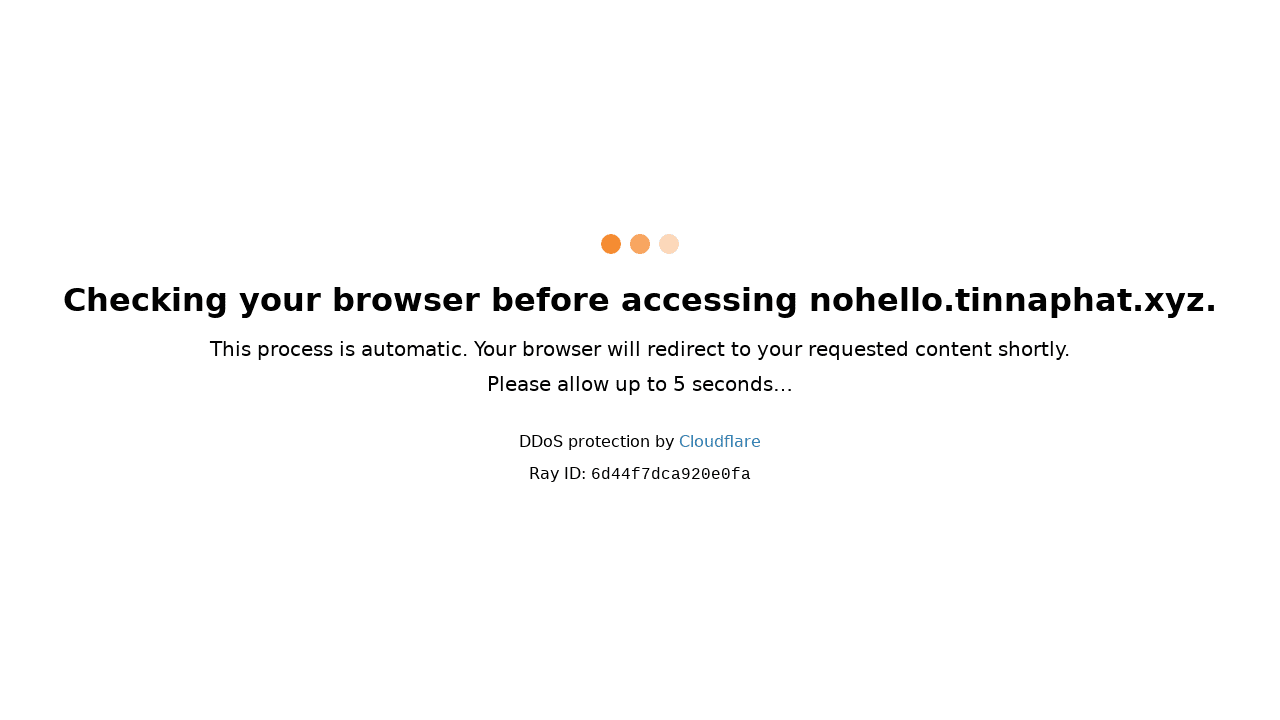 Checking your browser before accessing nohello.tinnaphat.xyz.
This process is automatic. Your browser will redirect to your requested content shortly.
Please allow up to 5 seconds…
DDoS protection by Cloudflare
Ray ID: 6d44f7dca920e0fa